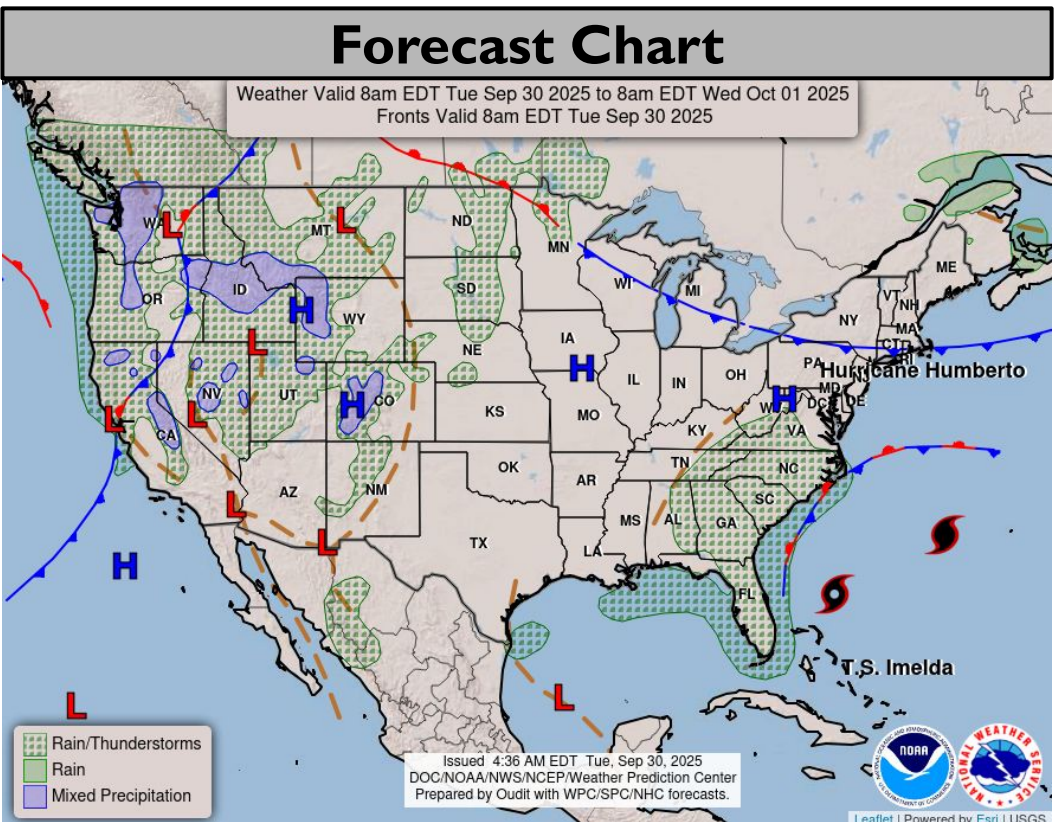 Forecast Chart
Weather Valid 8am EDT Tue Sep 30 2025 to 8am EDT Wed Oct 01 2025
Fronts Valid 8am EDT Tue Sep 30 2025
WA
L
MT
L
ND
MN
ME
OR
ID
H
WY
SD
WI
MI
VT
NH
NY
MA
CT
RI
L
NE
IA
H
PA
NJ
Hurricane Humberto
NV
UT
H
CO
KS
MO
IL
IN
OH
H
MD
DC
DE
L
L
CA
KY
VA
AZ
NM
OK
AR
TN
NC
SC
L
L
TX
LA
MS
AL
GA
H
FL
T.S. Imelda
L
L
Rain/Thunderstorms
Rain
Mixed Precipitation
Issued 4:36 AM EDT Tue, Sep 30, 2025
DOC/NOAA/NWS/NCEP/Weather Prediction Center
Prepared by Oudit with WPC/SPC/NHC forecasts.
NOAA
NATIONAL WEATHER SERVICE
Leaflet | Powered by Esri | USGS